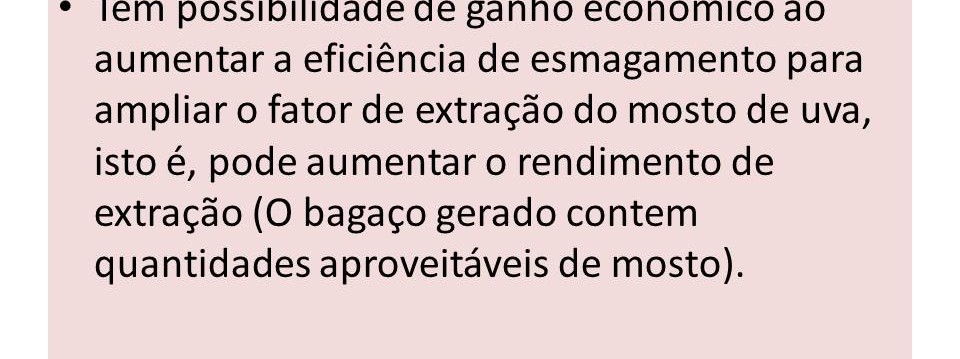 • Tem possibilidade de ganho econômico ao
aumentar a eficiência de esmagamento para
ampliar o fator de extração do mosto de uva,
isto é, pode aumentar o rendimento de
extração (O bagaço gerado contem
quantidades aproveitáveis de mosto).